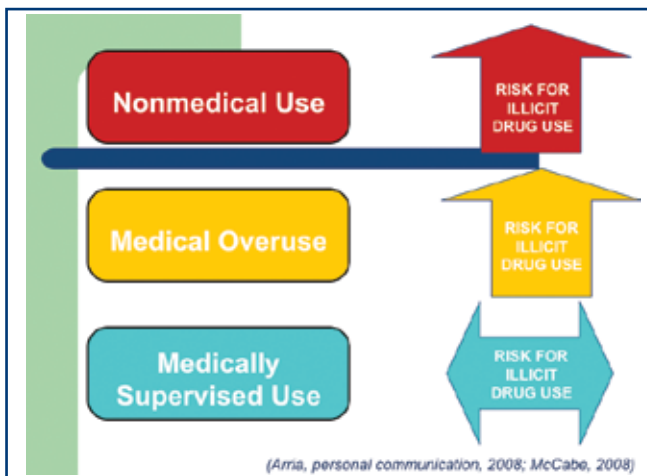 Nonmedical Use
RISK FOR
ILLICIT
DRUG USE
Medical Overuse
RISK FOR
ILLICIT
DRUG USE
Medically
Supervised Use
RISK FOR
ILLICIT
DRUG USE
(Arria, personal communication, 2008; McCabe, 2008)